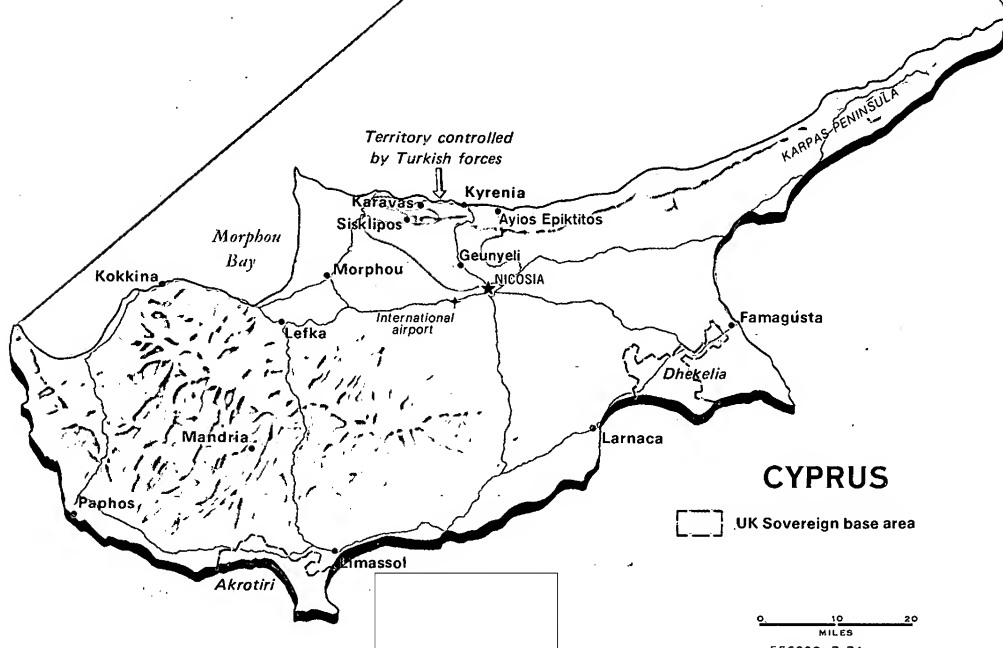 Territory controlled
by Turkish forces
KARPAS PENINSULA
Karavas
Kyrenia
Sisklipos
Ayios Epiktitos
Morphou
Bay
Geunyeli
Kokkina
Morphou
NICOSIA
International
airport
Lefka
Famagusta
Dhekelia
Mandria
Larnaca
CYPRUS
Paphos
UK Sovereign base area
Limassol
Akrotiri
0 10 20
MILES